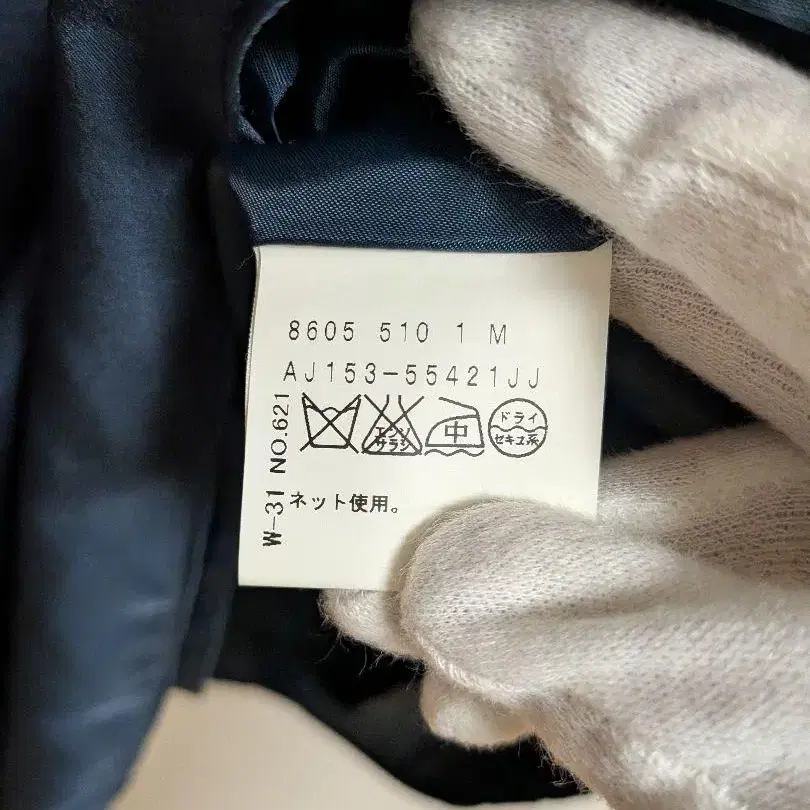 8605 510 1 M
AJ153-55421JJ
エンソ
サラシ
中
ドライ
セキユ系
ネット使用。
W-31 NO.621